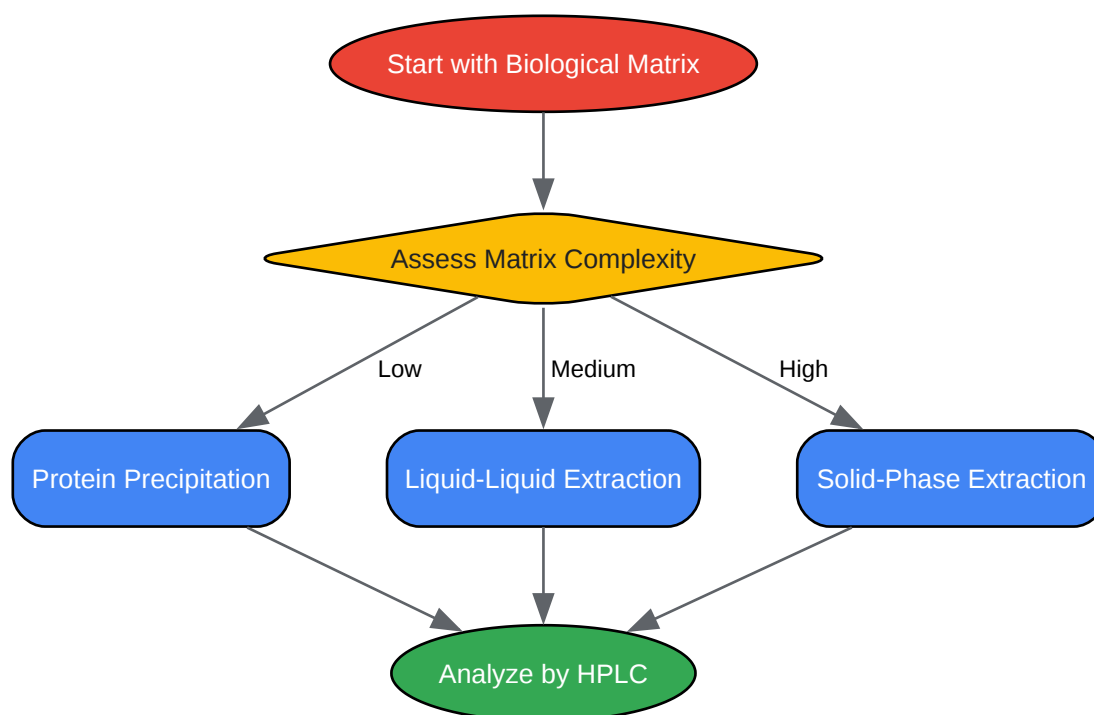 Start with Biological Matrix
Assess Matrix Complexity
Low
Medium
High
Protein Precipitation
Liquid-Liquid Extraction
Solid-Phase Extraction
Analyze by HPLC